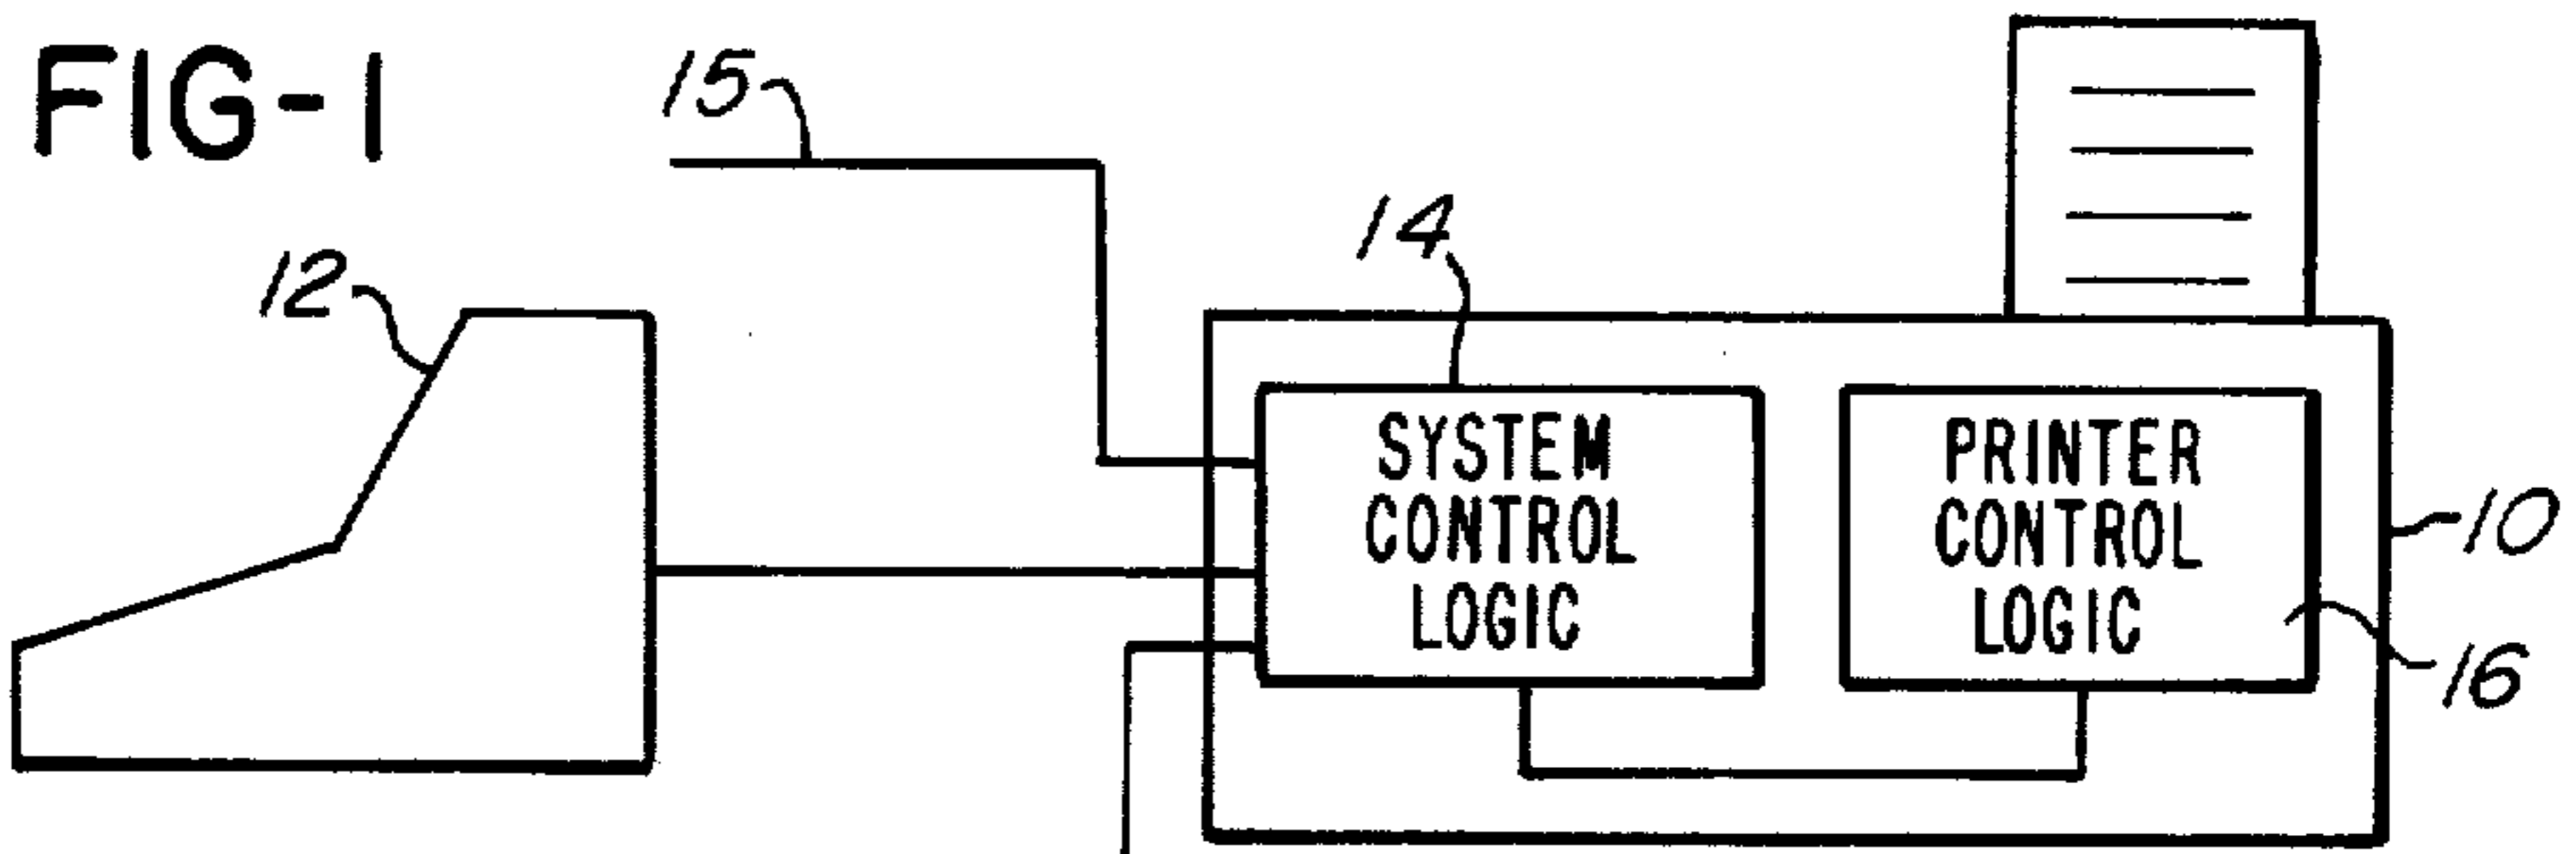 FIG-1
15
14
12
SYSTEM
CONTROL
LOGIC
PRINTER
CONTROL
LOGIC
10
16